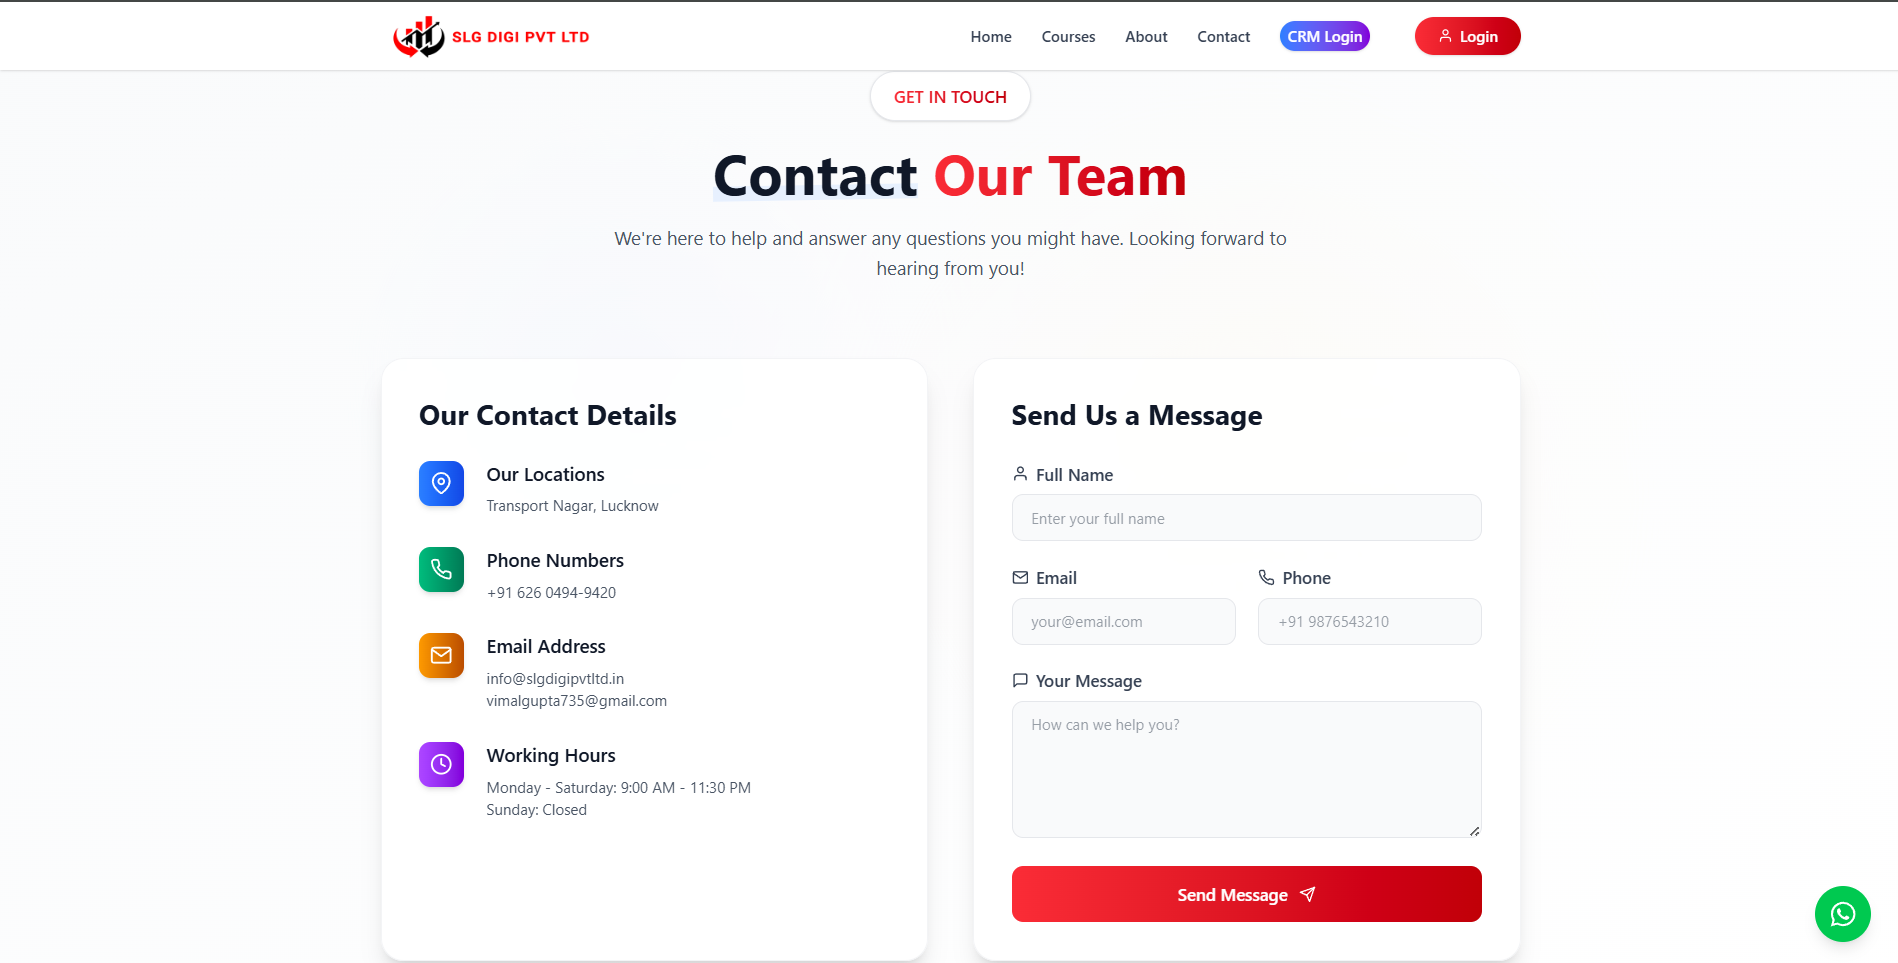 SLG DIGI PVT LTD
Home
Courses
About
Contact
CRM Login
Login
GET IN TOUCH
Contact Our Team
We're here to help and answer any questions you might have. Looking forward to
hearing from you!
Our Contact Details
Our Locations
Transport Nagar, Lucknow
Phone Numbers
+91 626 0494-9420
Email Address
info@slgdigipvtltd.in
vimalgupta735@gmail.com
Working Hours
Monday - Saturday: 9:00 AM - 11:30 PM
Sunday: Closed
Send Us a Message
Full Name
Enter your full name
Email
Phone
your@email.com
+91 9876543210
Your Message
How can we help you?
Send Message